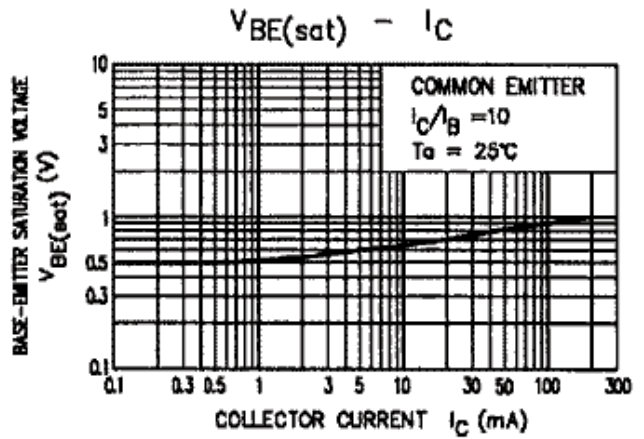 VBE(sat) - IC
COMMON EMITTER
IC/IB =10
Ta = 25℃
BASE-EMITTER SATURATION VOLTAGE
VBE(sat) (V)
10
5
3
1
0.5
0.3
0.1
0.1 0.3 0.5 1 3 5 10 30 50 100 300
COLLECTOR CURRENT IC (mA)